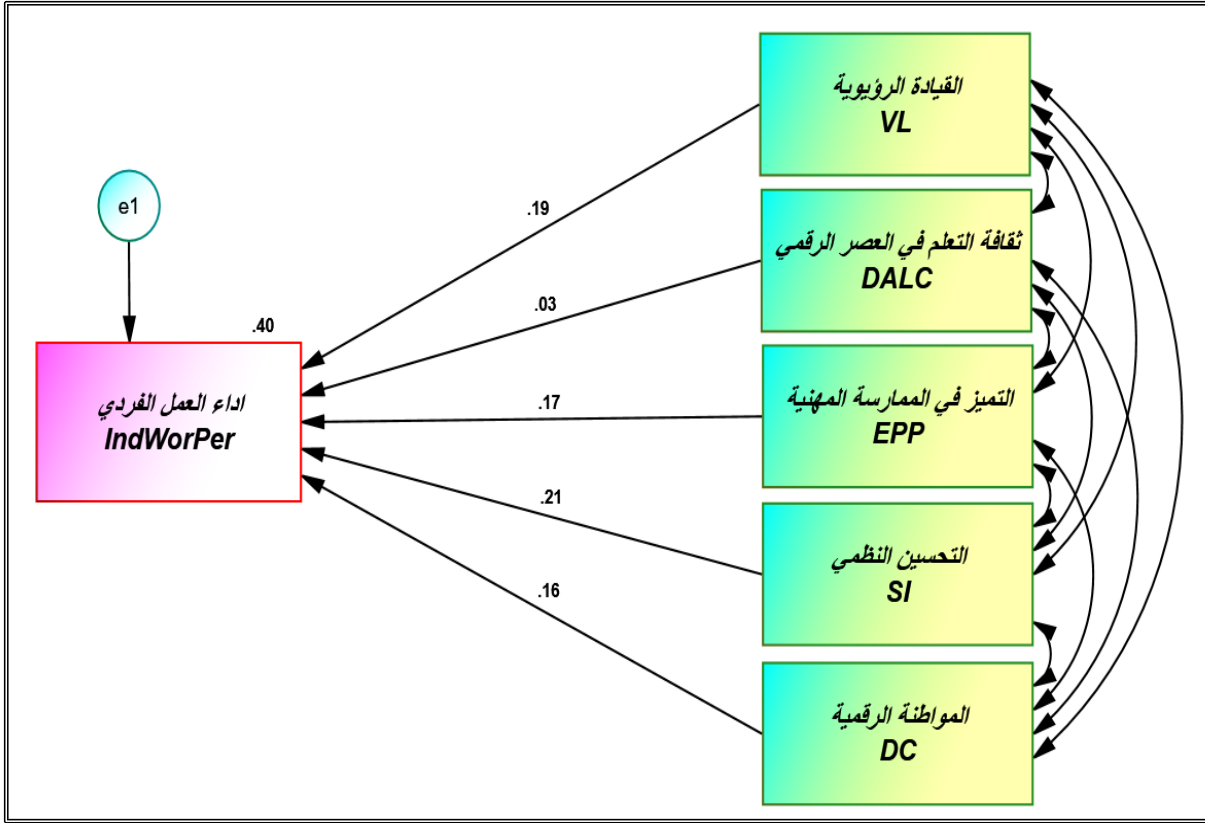 القيادة الرؤيوية
VL
e1
.19
ثقافة التعلم في العصر الرقمي
DALC
.03
.40
اداء العمل الفردي
IndWorPer
.17
التميز في الممارسة المهنية
EPP
.21
التحسين النظمي
SI
.16
المواطنة الرقمية
DC